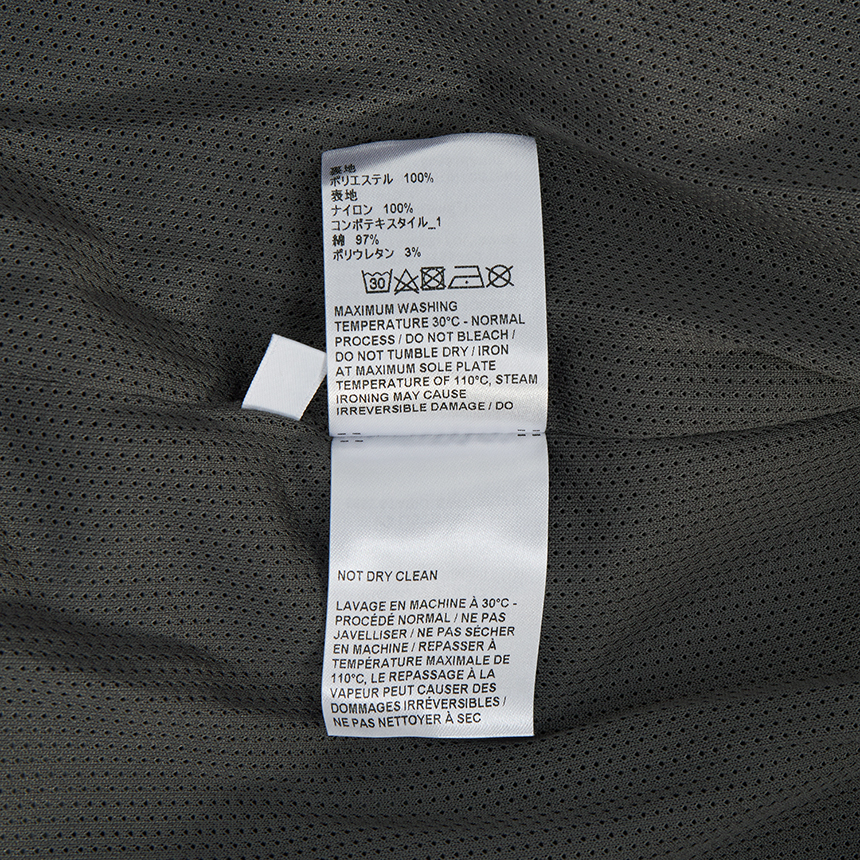 表地
ポリエステル 100%
表地
ナイロン 100%
コンポテキスタイル_1
綿 97%
ポリウレタン 3%
30
MAXIMUM WASHING
TEMPERATURE 30°C - NORMAL
PROCESS / DO NOT BLEACH /
DO NOT TUMBLE DRY / IRON
AT MAXIMUM SOLE PLATE
TEMPERATURE OF 110°C, STEAM
IRONING MAY CAUSE
IRREVERSIBLE DAMAGE / DO
NOT DRY CLEAN
LAVAGE EN MACHINE À 30°C -
PROCÉDÉ NORMAL / NE PAS
JAVELLISER / NE PAS SÉCHER
EN MACHINE / REPASSER À
TEMPÉRATURE MAXIMALE DE
110°C, LE REPASSAGE À LA
VAPEUR PEUT CAUSER DES
DOMMAGES IRRÉVERSIBLES /
NE PAS NETTOYER À SEC